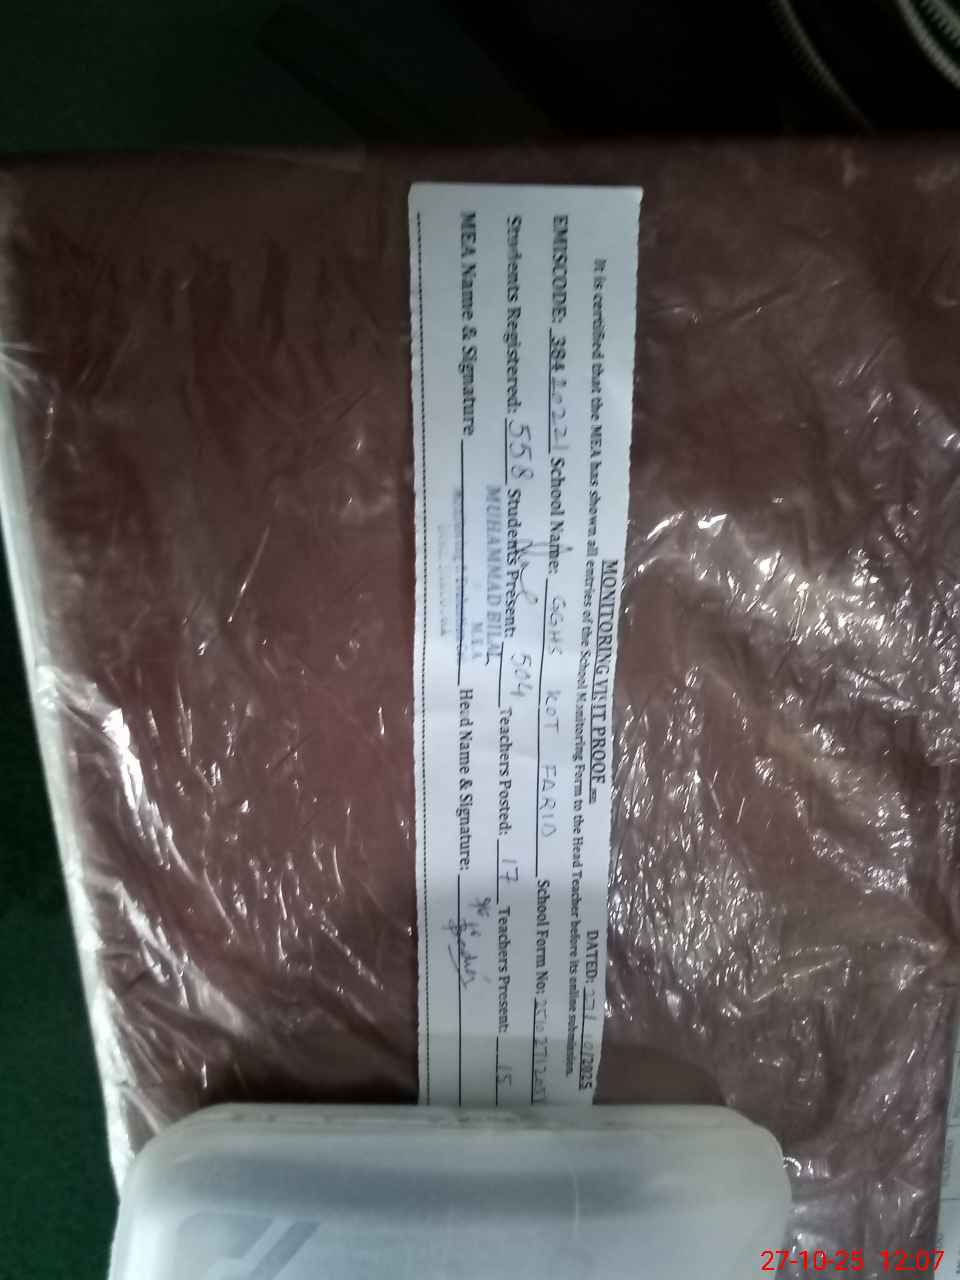 MONITORING VISIT PROOF
DATED: 27/10/2025
It is certified that the MEA has shown all entries of the School Monitoring Form to the Head Teacher before its online submission.
EMISCODE: 38420221 School Name: GGHS KOT FARID School Form No:
Students Registered: 558 Students Present: 504 Teachers Posted: 17 Teachers Present: 15
MUHAMMAD BILAL
MEA
MEA Name & Signature Head Name & Signature:
27-10-25 12:07